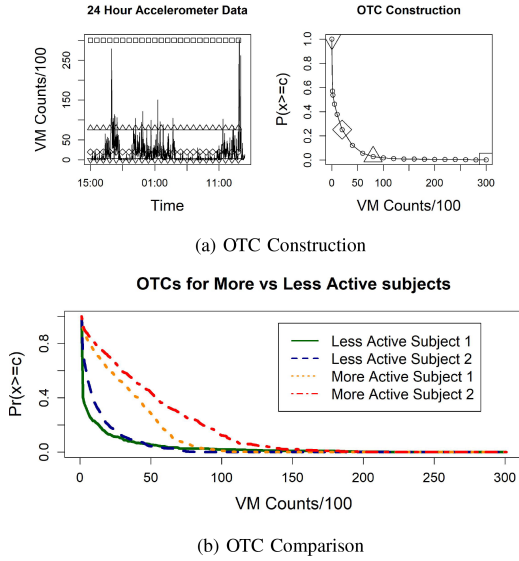 24 Hour Accelerometer Data
VM Counts/100
0
50
150
250
15:00
01:00
11:00
Time
OTC Construction
P(x>=c)
0.0
0.2
0.4
0.6
0.8
1.0
0
50
100
150
200
300
VM Counts/100
(a) OTC Construction
OTCs for More vs Less Active subjects
Pr(x>=c)
0.0
0.4
0.8
Less Active Subject 1
Less Active Subject 2
More Active Subject 1
More Active Subject 2
0
50
100
150
200
250
300
VM Counts/100
(b) OTC Comparison